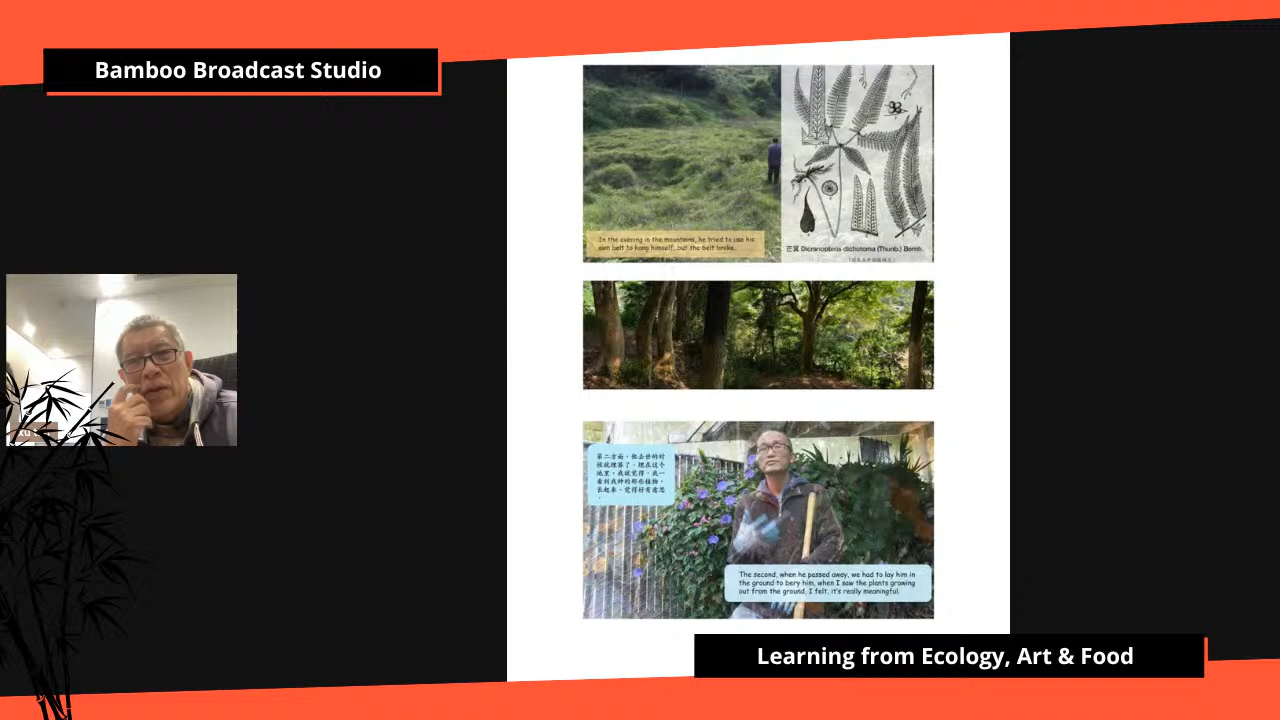 Bamboo Broadcast Studio
In the evening in the mountains, he tried to use his
own belt to hang himself, but the belt broke.
芒萁 Dicranopteris dichotoma (Thunb.) Bernh.
第二方面，他去世的时
候就埋葬了，埋在这个
地里，我就觉得，我一
看到我种的那些植物，
长起来，觉得好有意思
。
The second, when he passed away, we had to lay him in
the ground to bery him, when I saw the plants growing
out from the ground, I felt, it's really meaningful.
Learning from Ecology, Art & Food